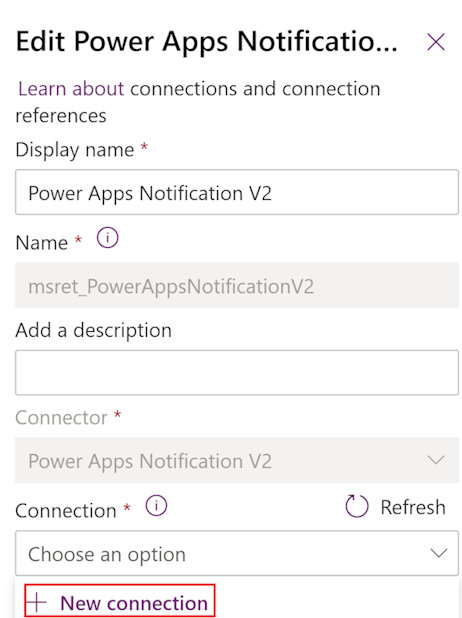 Edit Power Apps Notificatio...
Learn about connections and connection
references
Display name *
Power Apps Notification V2
Name *
msret_PowerAppsNotificationV2
Add a description
Connector *
Power Apps Notification V2
Connection *
Refresh
Choose an option
New connection